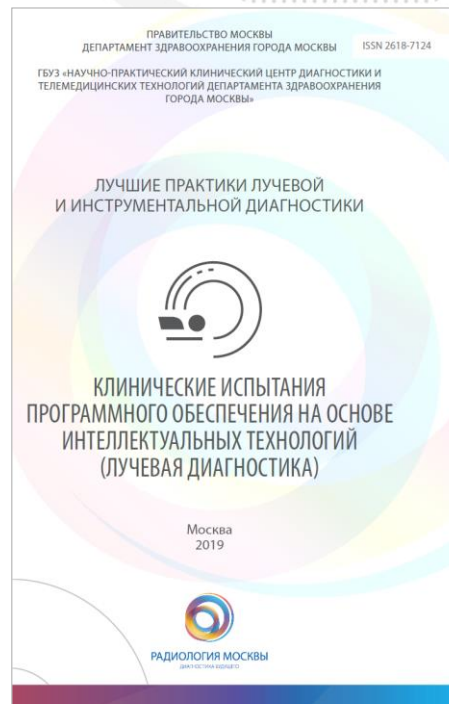 ПРАВИТЕЛЬСТВО МОСКВЫ
ДЕПАРТАМЕНТ ЗДРАВООХРАНЕНИЯ ГОРОДА МОСКВЫ
ISSN 2618-7124
ГБУЗ «НАУЧНО-ПРАКТИЧЕСКИЙ КЛИНИЧЕСКИЙ ЦЕНТР ДИАГНОСТИКИ И
ТЕЛЕМЕДИЦИНСКИХ ТЕХНОЛОГИЙ ДЕПАРТАМЕНТА ЗДРАВООХРАНЕНИЯ
ГОРОДА МОСКВЫ»
ЛУЧШИЕ ПРАКТИКИ ЛУЧЕВОЙ
И ИНСТРУМЕНТАЛЬНОЙ ДИАГНОСТИКИ
КЛИНИЧЕСКИЕ ИСПЫТАНИЯ
ПРОГРАММНОГО ОБЕСПЕЧЕНИЯ НА ОСНОВЕ
ИНТЕЛЛЕКТУАЛЬНЫХ ТЕХНОЛОГИЙ
(ЛУЧЕВАЯ ДИАГНОСТИКА)
Москва
2019
РАДИОЛОГИЯ МОСКВЫ
ДИАГНОСТИКА БУДУЩЕГО